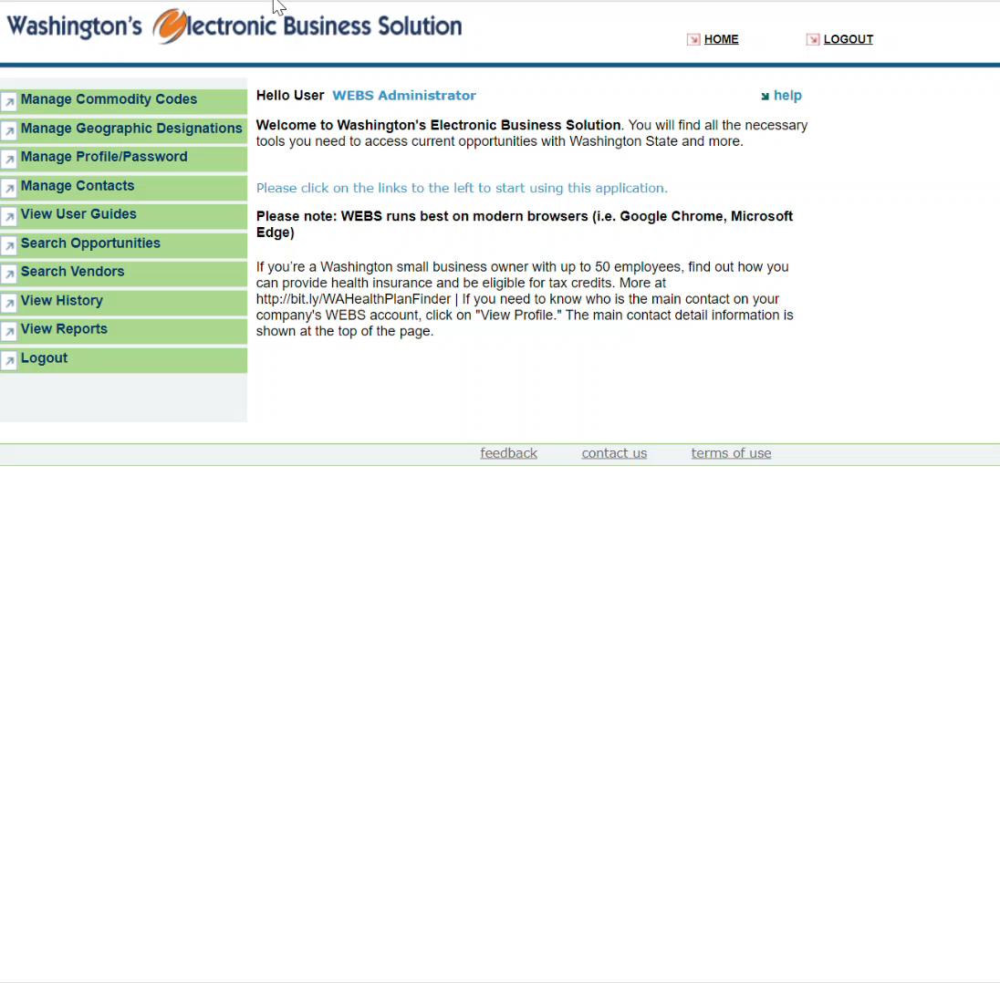 Washington's electronic Business Solution
HOME LOGOUT
Manage Commodity Codes
Manage Geographic Designations
Manage Profile/Password
Manage Contacts
View User Guides
Search Opportunities
Search Vendors
View History
View Reports
Logout
Hello User WEBS Administrator help
Welcome to Washington's Electronic Business Solution. You will find all the necessary
tools you need to access current opportunities with Washington State and more.
Please click on the links to the left to start using this application.
Please note: WEBS runs best on modern browsers (i.e. Google Chrome, Microsoft
Edge)
If you're a Washington small business owner with up to 50 employees, find out how you
can provide health insurance and be eligible for tax credits. More at
http://bit.ly/WAHealthPlanFinder | If you need to know who is the main contact on your
company's WEBS account, click on "View Profile." The main contact detail information is
shown at the top of the page.
feedback contact us terms of use